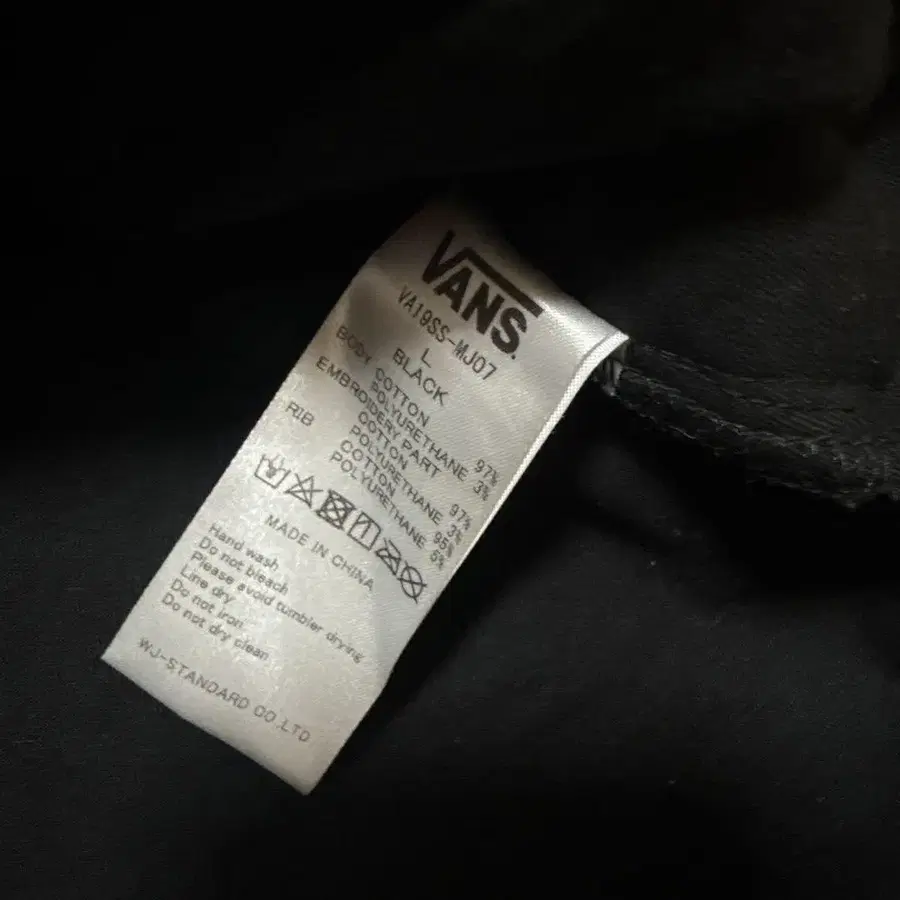 VANS.
VA19SS-MJ07
L
BLACK
BODY COTTON 97%
POLYURETHANE 3%
EMBROIDERY PART
COTTON 97%
POLYURETHANE 3%
RIB COTTON 95%
POLYURETHANE 5%
MADE IN CHINA
Hand wash
Do not bleach
Please avoid tumbler drying
Line dry
Do not iron
Do not dry clean
WJ-STANDARD CO.,LTD